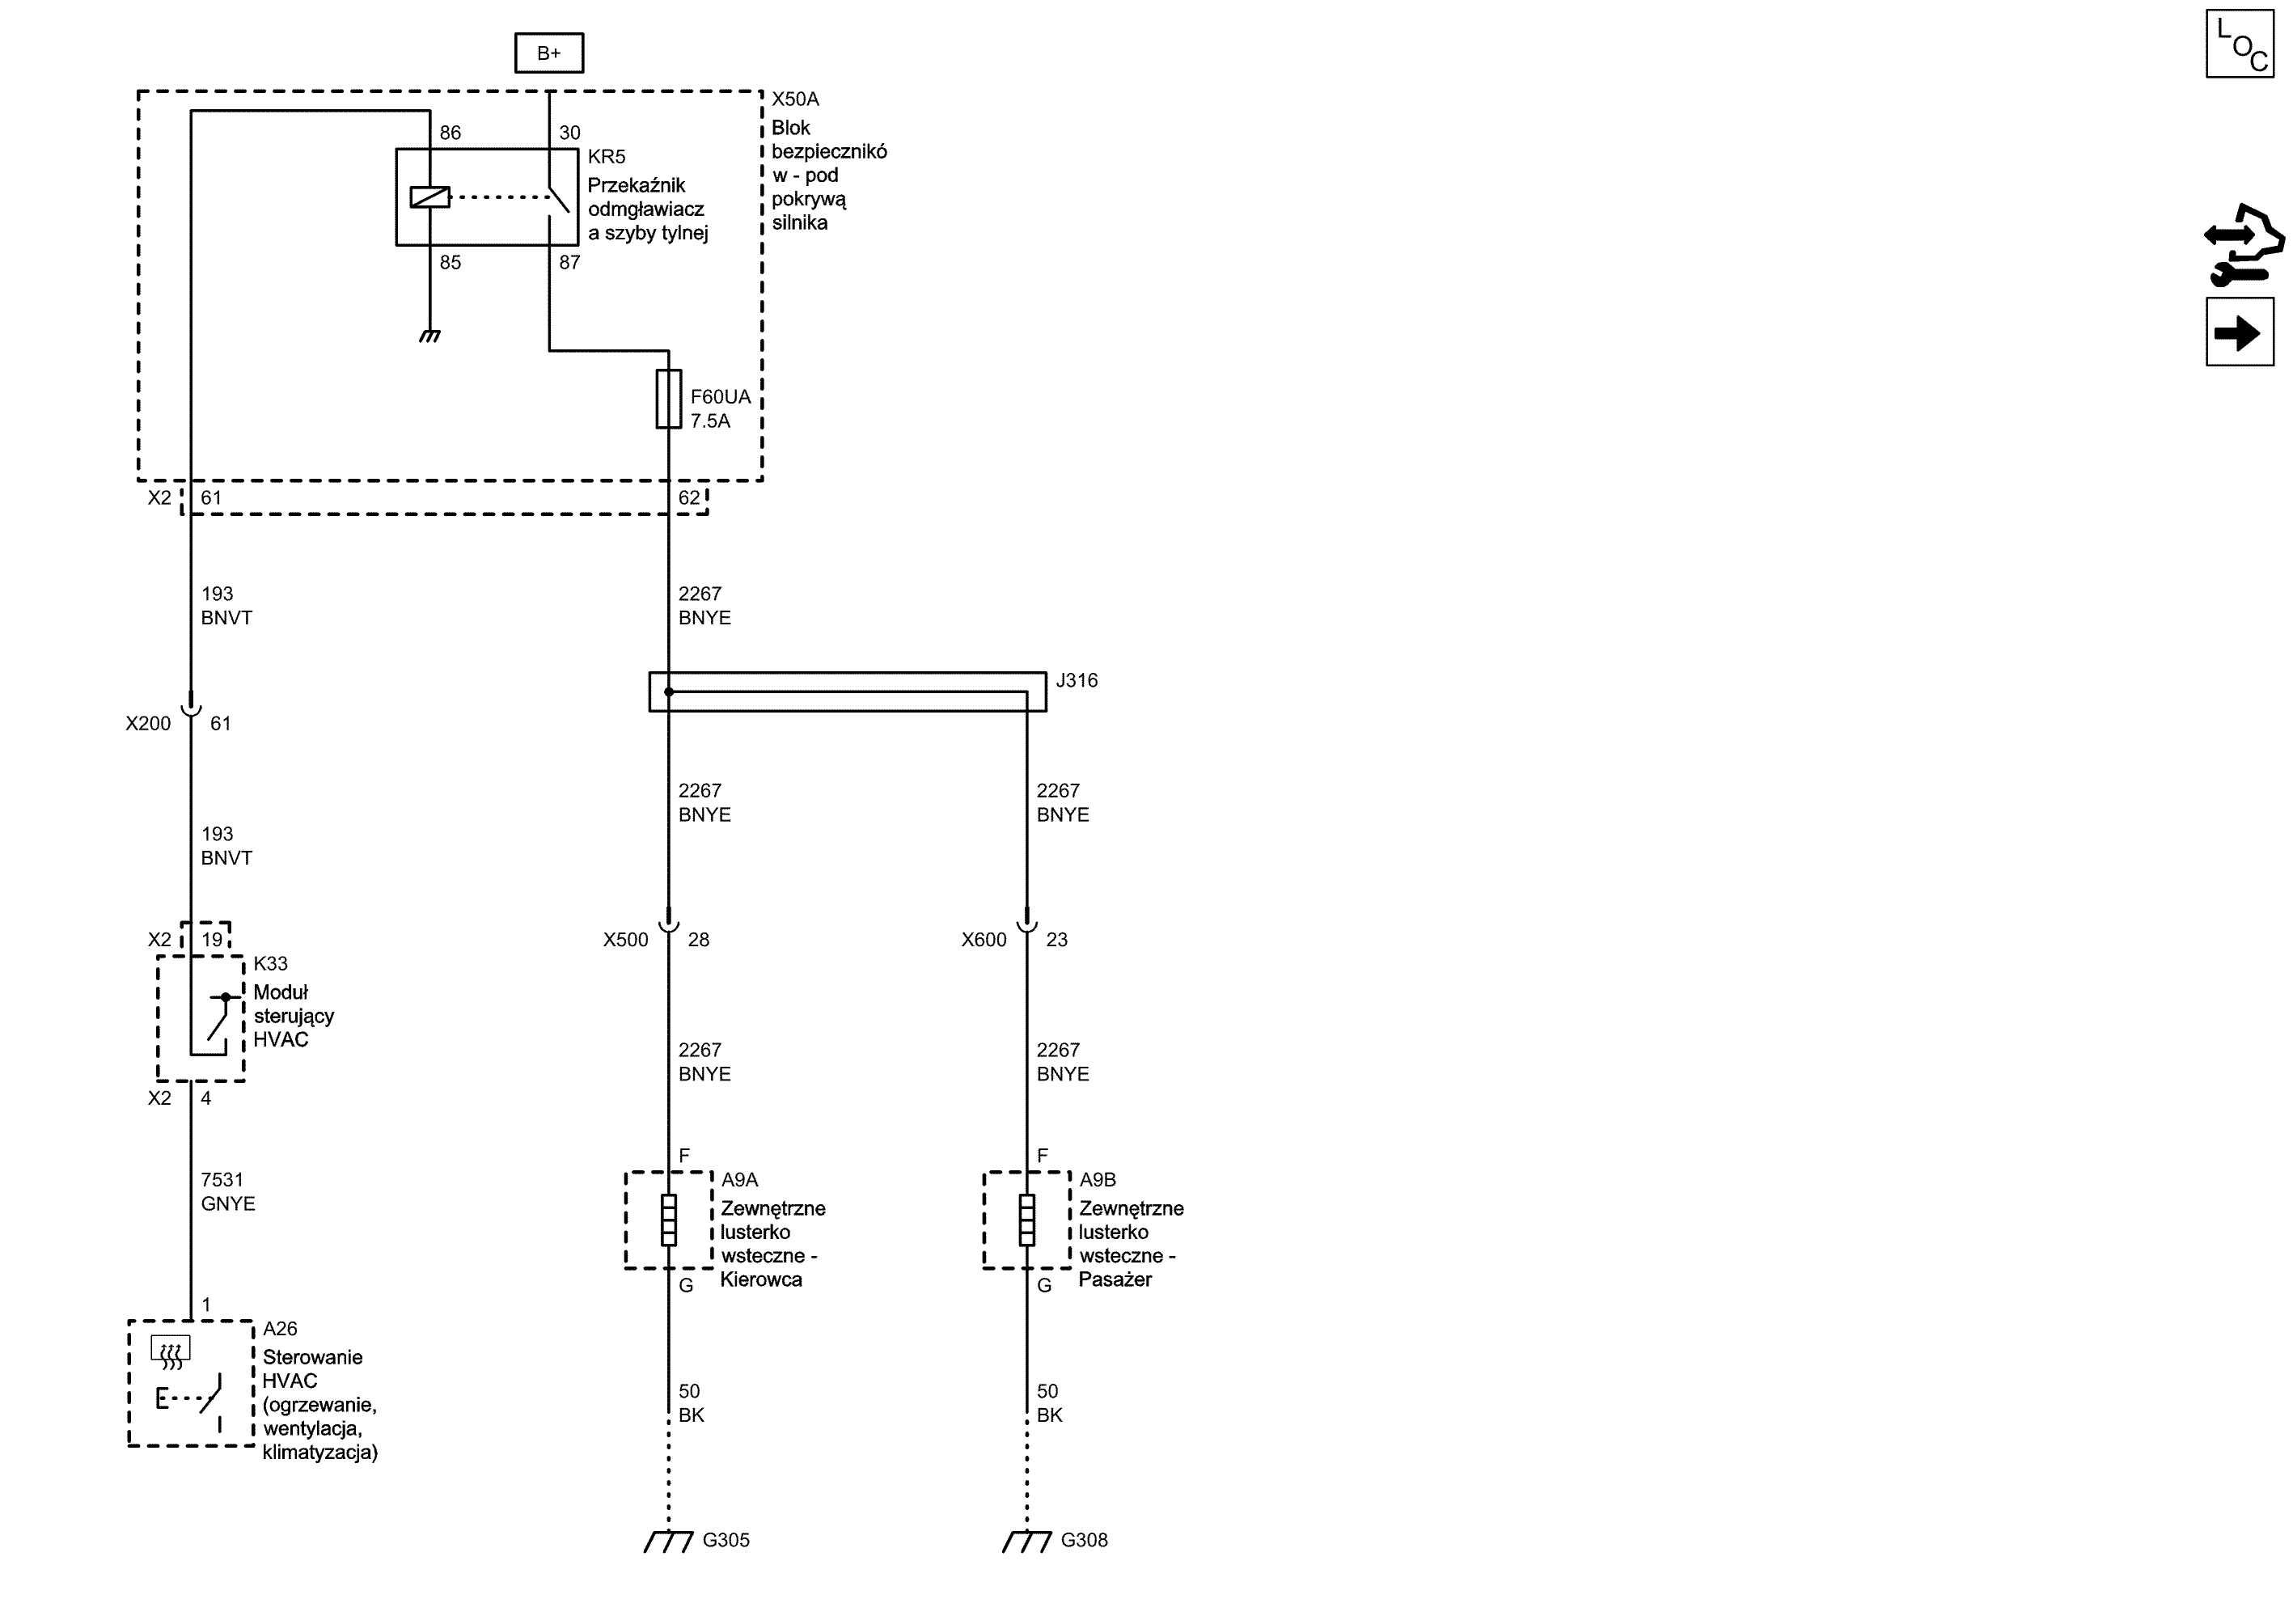 LOC
B+
X50A
Blok
bezpiecznikó
w - pod
pokrywą
silnika
86
30
KR5
Przekaźnik
odmgławiacz
a szyby tylnej
85
87
F60UA
7.5A
X2
61
62
193
BNVT
2267
BNYE
J316
X200
61
2267
BNYE
2267
BNYE
193
BNVT
X2
19
X500
28
X600
23
K33
Moduł
sterujący
HVAC
2267
BNYE
2267
BNYE
X2
4
F
F
7531
GNYE
A9A
Zewnętrzne
lusterko
wsteczne -
Kierowca
A9B
Zewnętrzne
lusterko
wsteczne -
Pasażer
G
G
1
A26
Sterowanie
HVAC
(ogrzewanie,
wentylacja,
klimatyzacja)
50
BK
50
BK
G305
G308